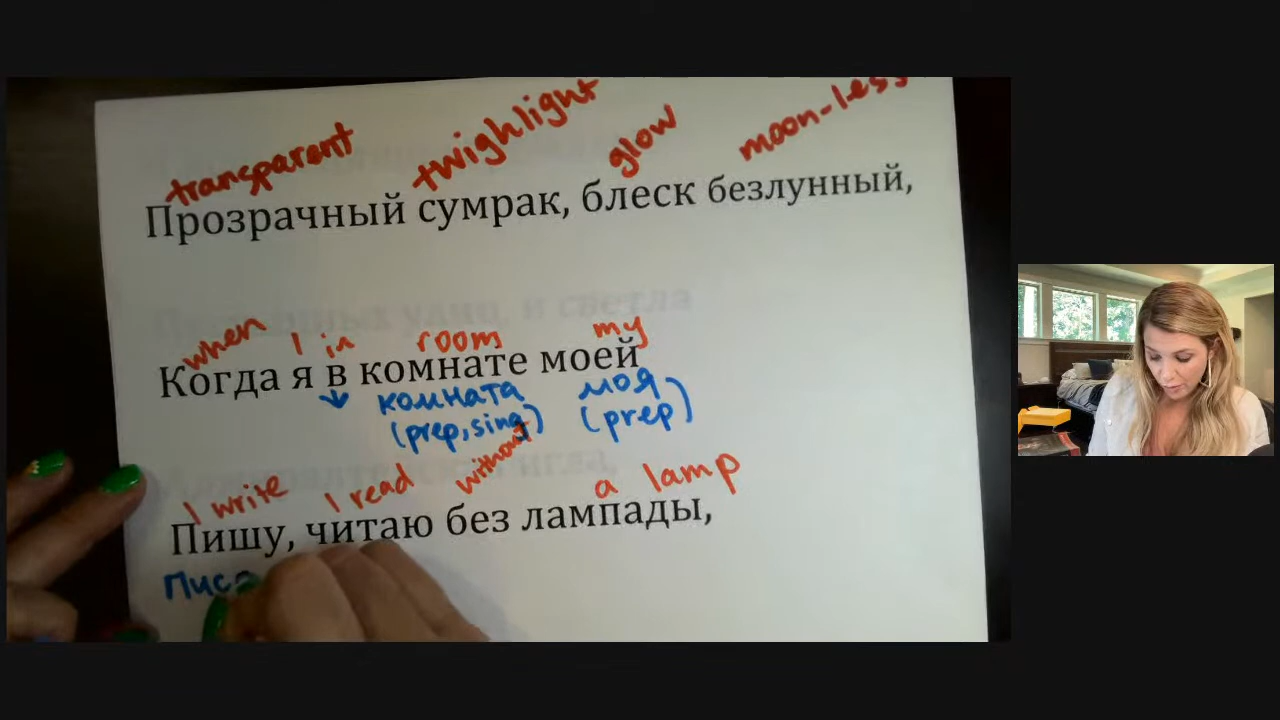 transparent twighlight glow moon-less
Прозрачный сумрак, блеск безлунный,
when I in room my
Когда я в комнате моей
комната моя
(prep, sing) (prep)
I write I read without a lamp
Пишу, читаю без лампады,
Писа